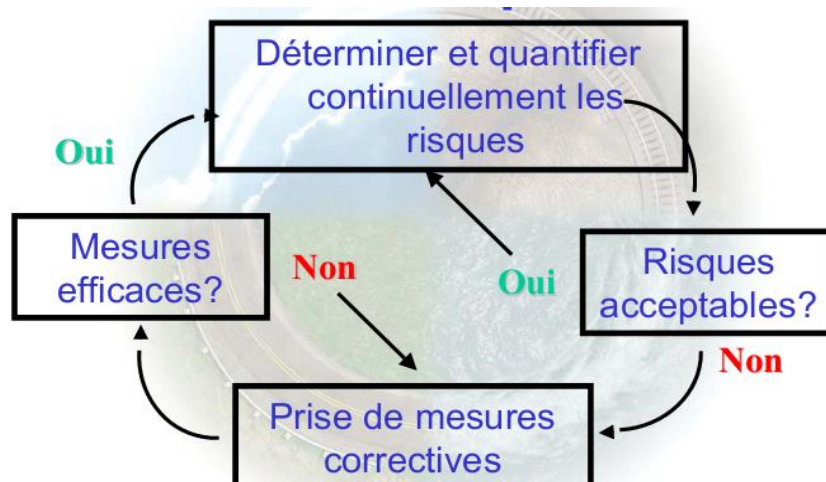 Déterminer et quantifier
continuellement les
risques
Oui
Mesures
efficaces?
Non
Oui
Risques
acceptables?
Non
Prise de mesures
correctives